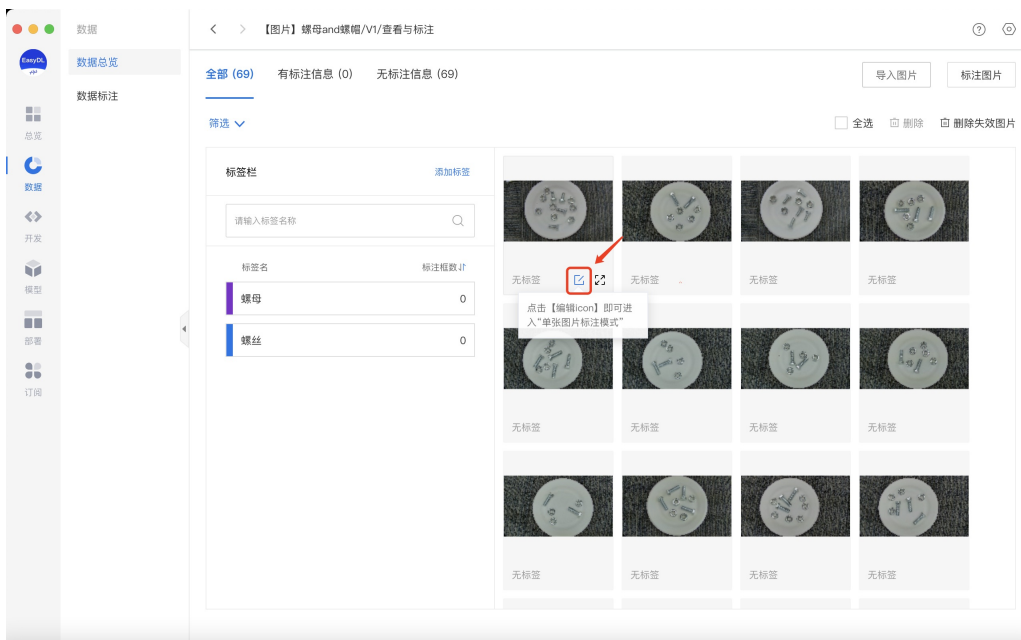 数据
【图片】螺母and螺帽/V1/查看与标注
EasyDL
数据总览
数据标注
总览
数据
开发
模型
部署
订阅
全部 (69)
有标注信息 (0)
无标注信息 (69)
导入图片
标注图片
筛选
全选
删除
删除失效图片
标签栏
添加标签
请输入标签名称
标签名
标注框数
螺母
0
螺丝
0
无标签
无标签
无标签
无标签
点击【编辑icon】即可进
入“单张图片标注模式”
无标签
无标签
无标签
无标签
无标签
无标签
无标签
无标签